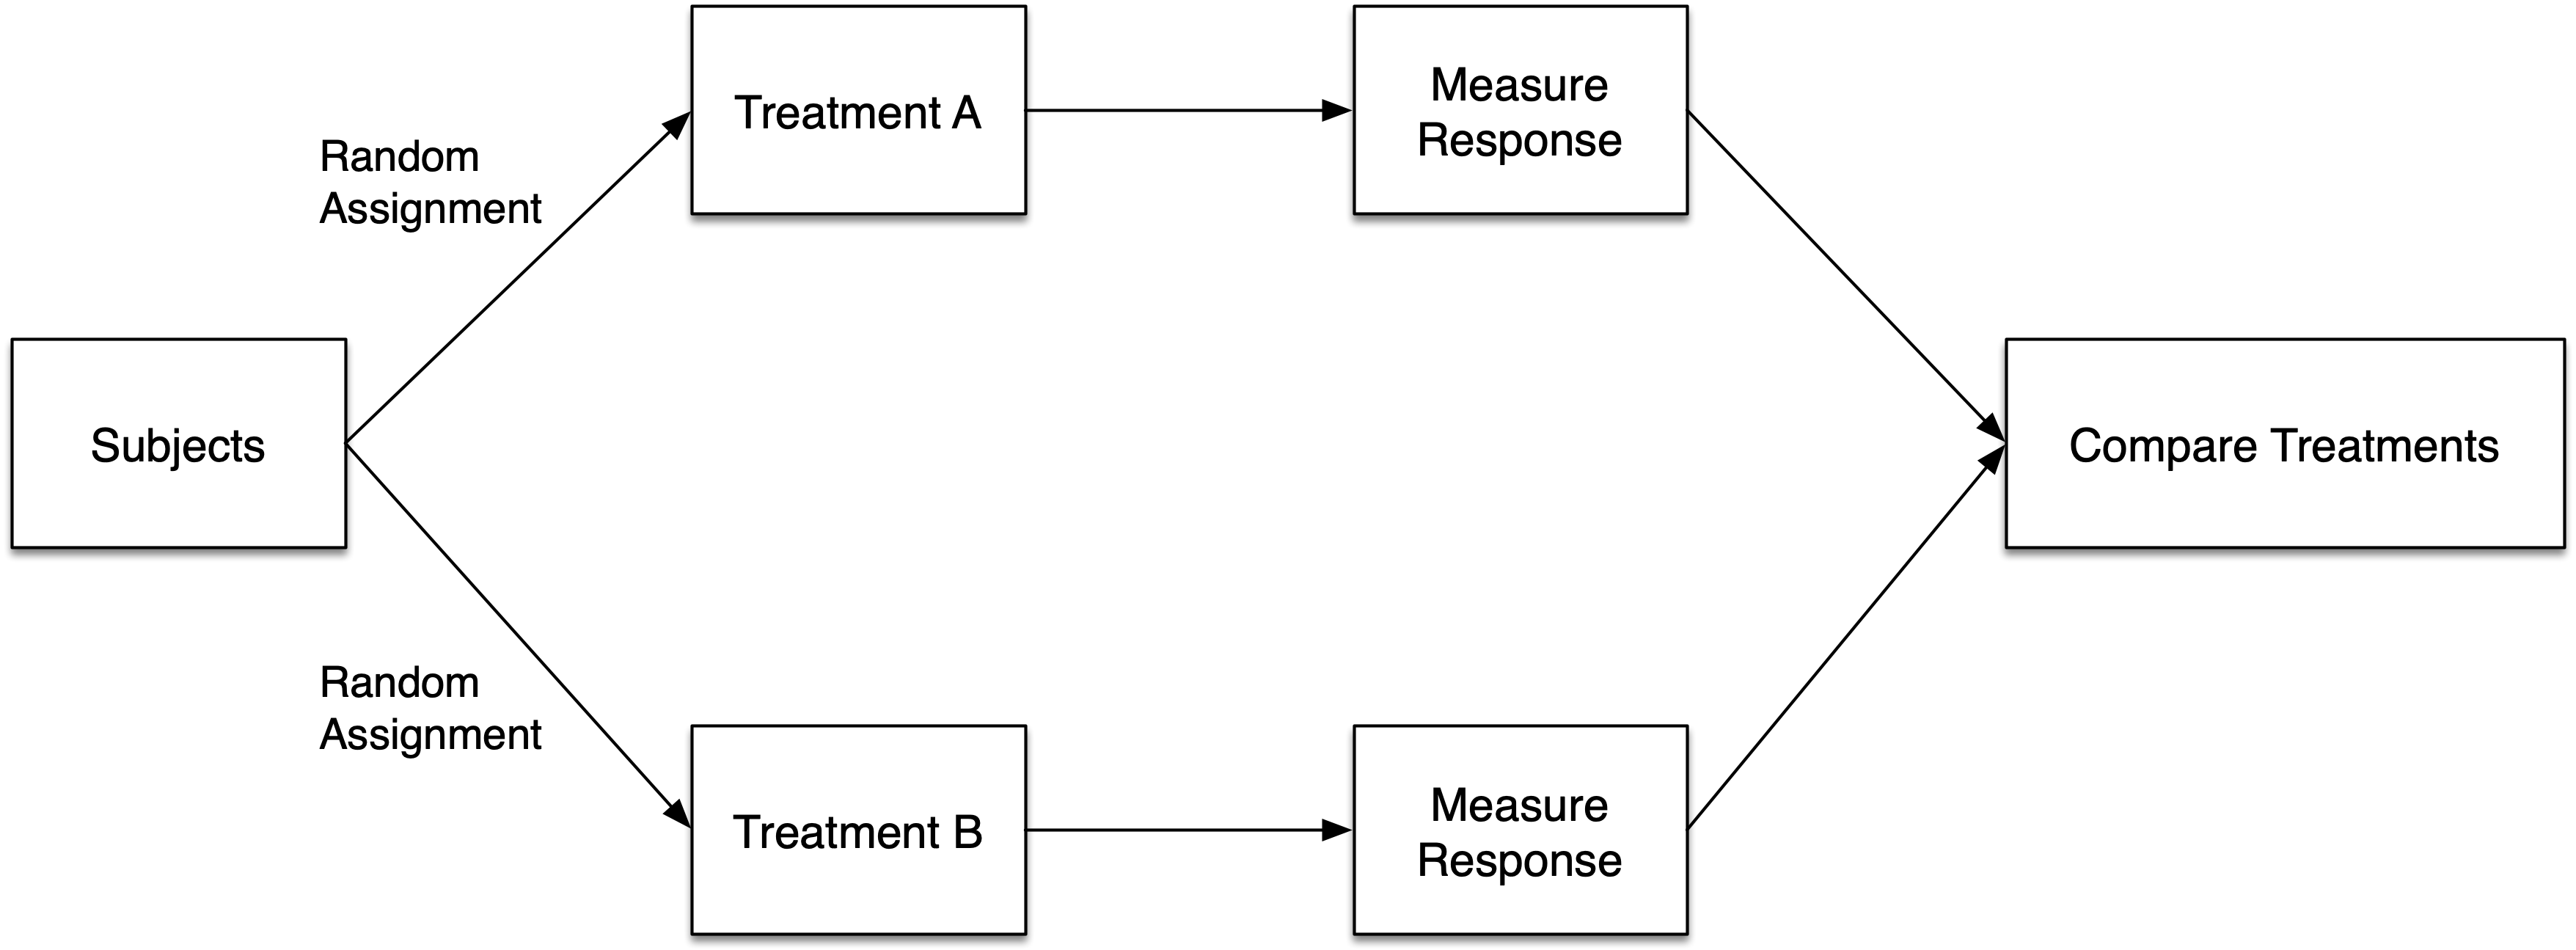 Subjects
Random
Assignment
Treatment A
Measure
Response
Random
Assignment
Treatment B
Measure
Response
Compare Treatments